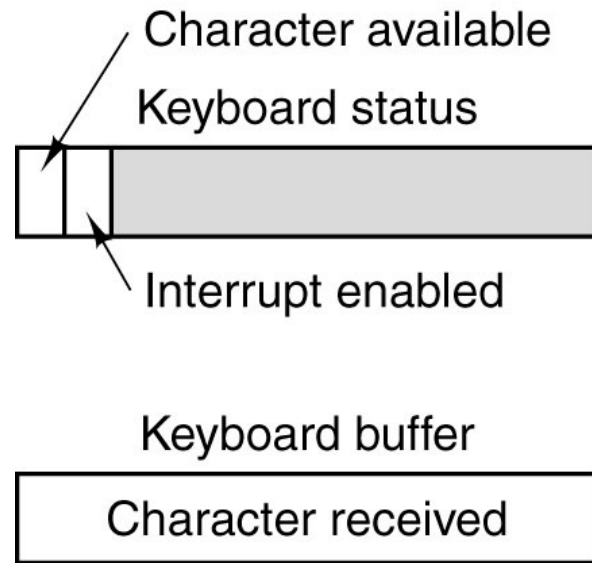 Character available
Keyboard status
Interrupt enabled
Keyboard buffer
Character received